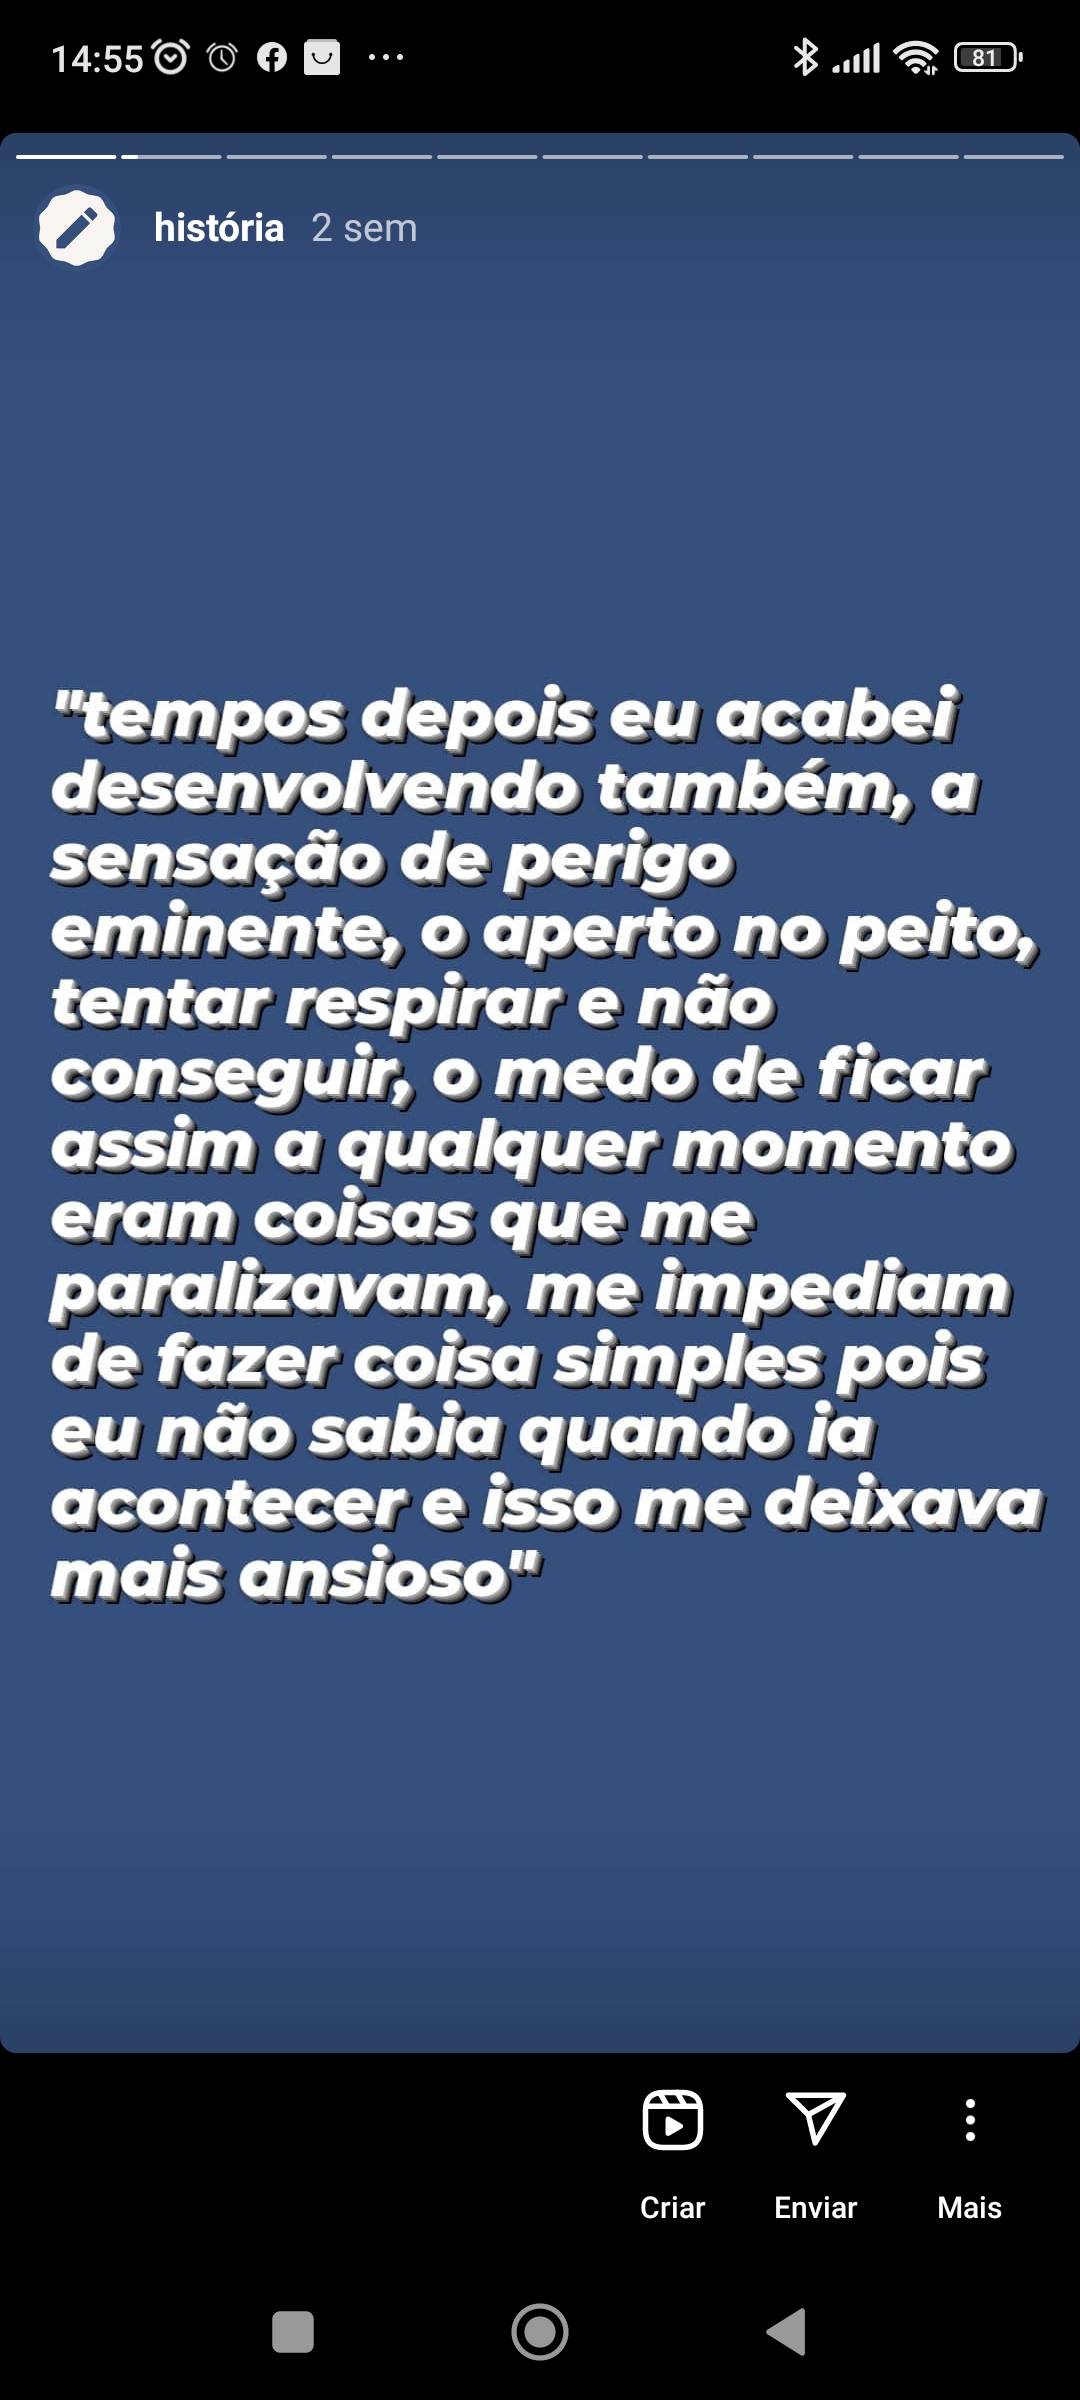 14:55
81
história 2 sem
"tempos depois eu acabei
desenvolvendo também, a
sensação de perigo
eminente, o aperto no peito,
tentar respirar e não
conseguir, o medo de ficar
assim a qualquer momento
eram coisas que me
paralizavam, me impediam
de fazer coisa simples pois
eu não sabia quando ia
acontecer e isso me deixava
mais ansioso"
Criar Enviar Mais